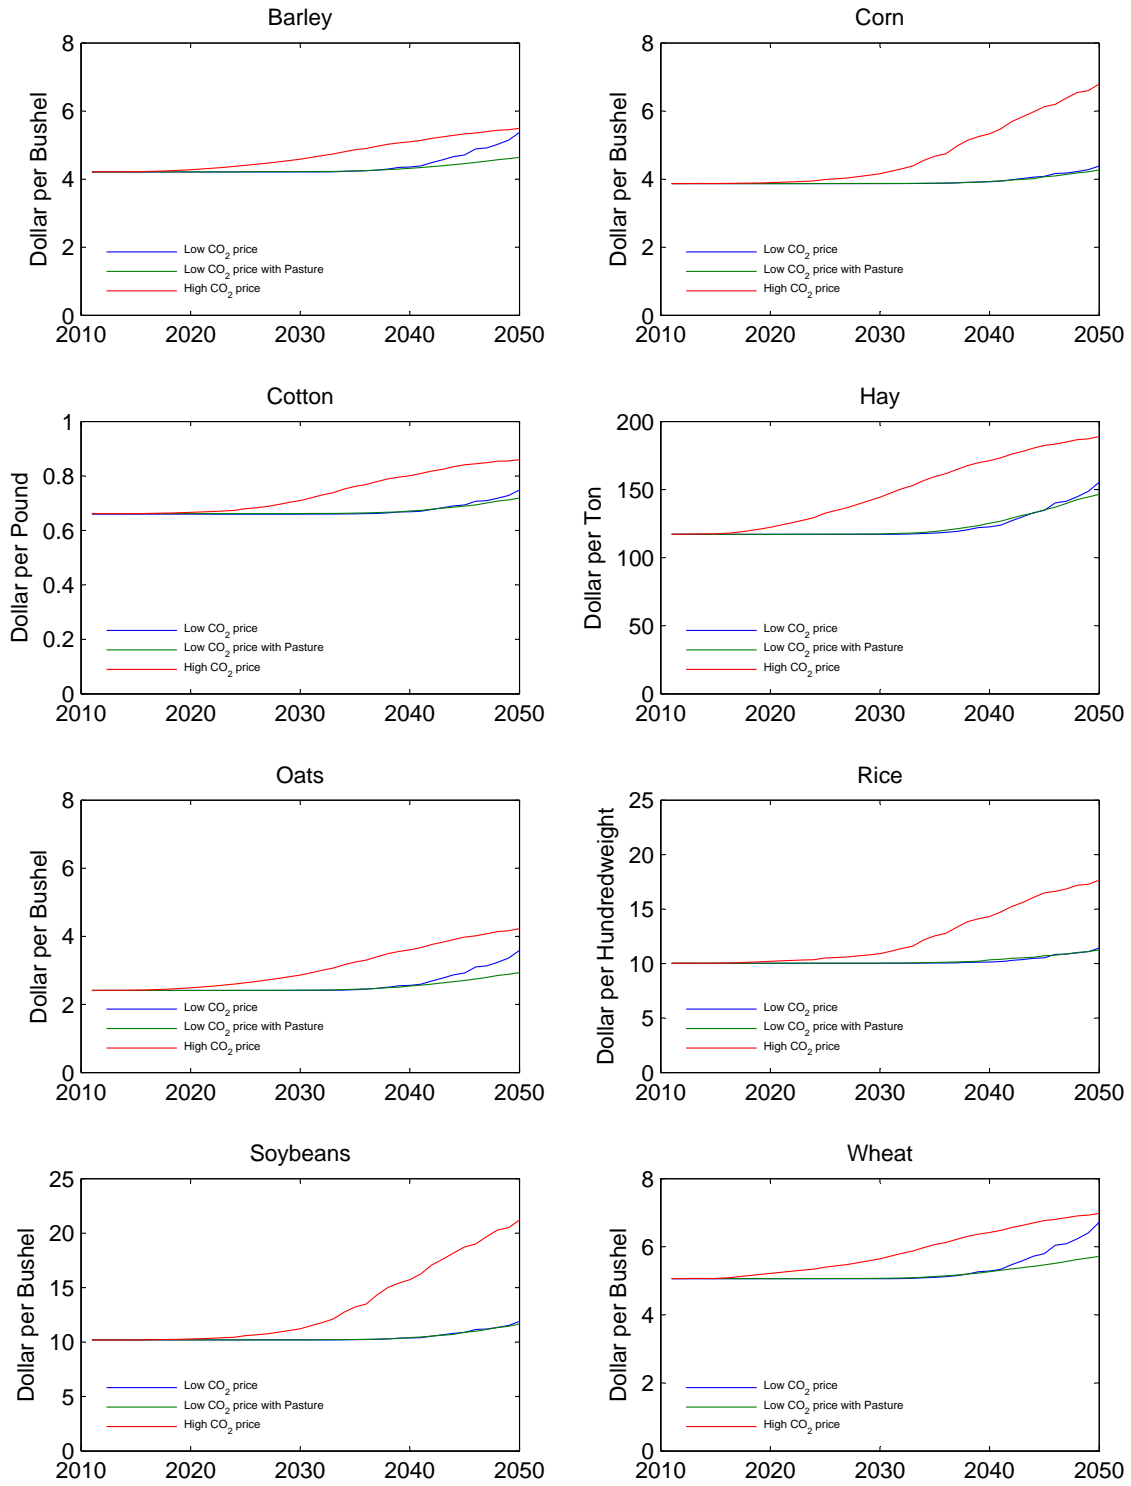 Barley
Dollar per Bushel
8
6
4
2
0
Low CO2 price
Low CO2 price with Pasture
High CO2 price
2010 2020 2030 2040 2050
Corn
Dollar per Bushel
8
6
4
2
0
Low CO2 price
Low CO2 price with Pasture
High CO2 price
2010 2020 2030 2040 2050
Cotton
Dollar per Pound
1
0.8
0.6
0.4
0.2
0
Low CO2 price
Low CO2 price with Pasture
High CO2 price
2010 2020 2030 2040 2050
Hay
Dollar per Ton
200
150
100
50
0
Low CO2 price
Low CO2 price with Pasture
High CO2 price
2010 2020 2030 2040 2050
Oats
Dollar per Bushel
8
6
4
2
0
Low CO2 price
Low CO2 price with Pasture
High CO2 price
2010 2020 2030 2040 2050
Rice
Dollar per Hundredweight
25
20
15
10
5
0
Low CO2 price
Low CO2 price with Pasture
High CO2 price
2010 2020 2030 2040 2050
Soybeans
Dollar per Bushel
25
20
15
10
5
0
Low CO2 price
Low CO2 price with Pasture
High CO2 price
2010 2020 2030 2040 2050
Wheat
Dollar per Bushel
8
6
4
2
0
Low CO2 price
Low CO2 price with Pasture
High CO2 price
2010 2020 2030 2040 2050